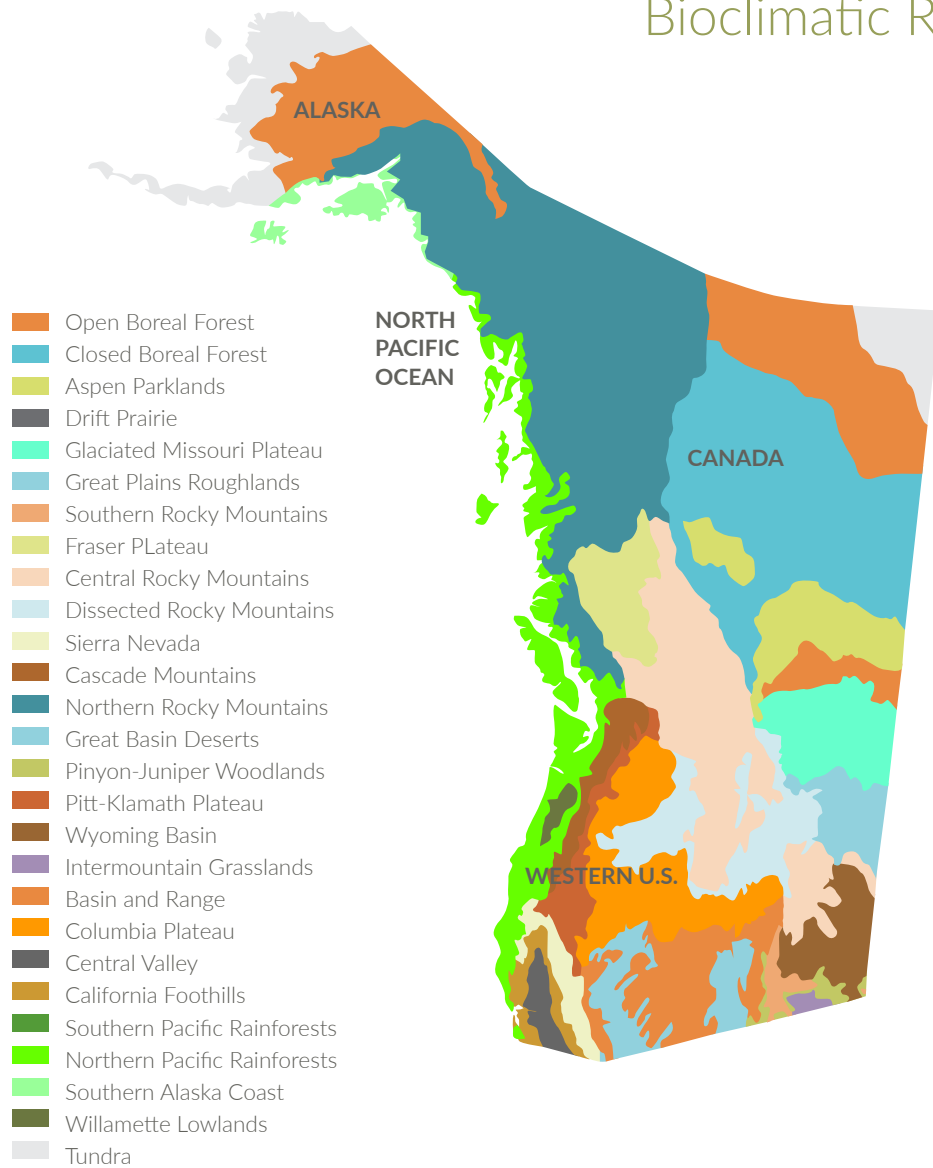 Bioclimatic R
ALASKA
NORTH
PACIFIC
OCEAN
CANADA
WESTERN U.S.
Open Boreal Forest
Closed Boreal Forest
Aspen Parklands
Drift Prairie
Glaciated Missouri Plateau
Great Plains Roughlands
Southern Rocky Mountains
Fraser PLateau
Central Rocky Mountains
Dissected Rocky Mountains
Sierra Nevada
Cascade Mountains
Northern Rocky Mountains
Great Basin Deserts
Pinyon-Juniper Woodlands
Pitt-Klamath Plateau
Wyoming Basin
Intermountain Grasslands
Basin and Range
Columbia Plateau
Central Valley
California Foothills
Southern Pacific Rainforests
Northern Pacific Rainforests
Southern Alaska Coast
Willamette Lowlands
Tundra